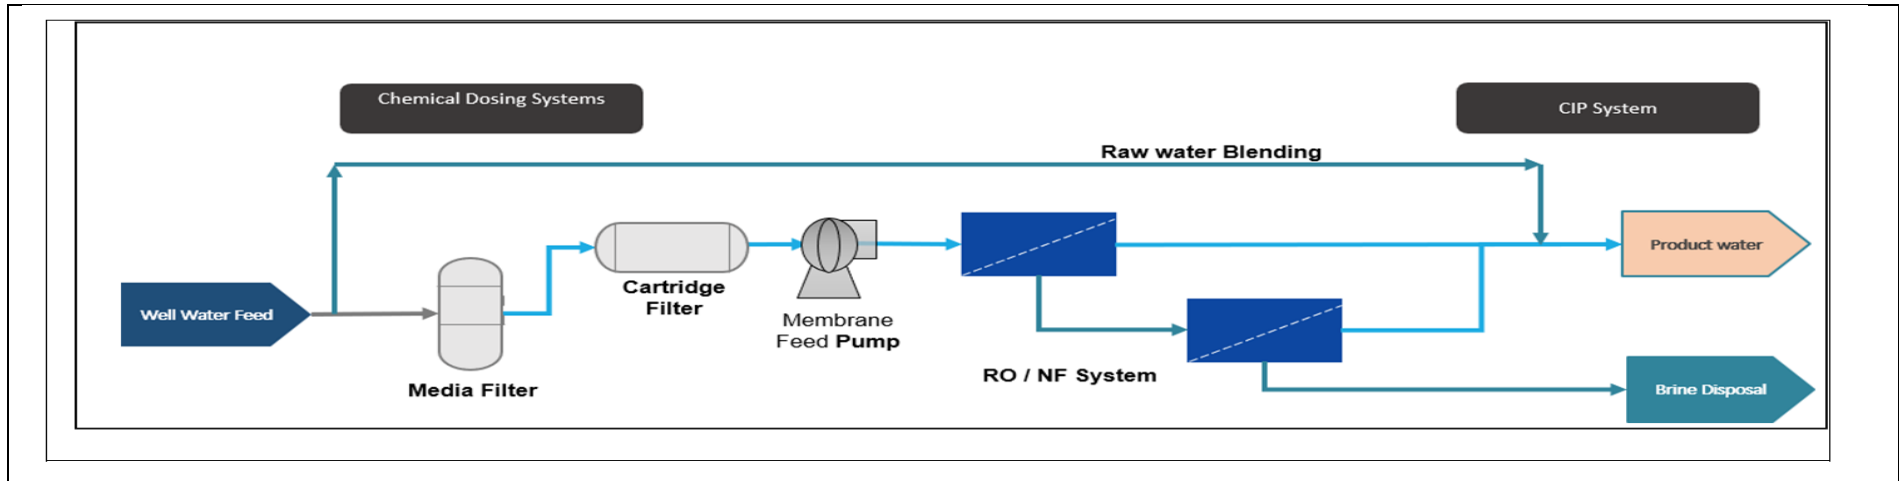 Chemical Dosing Systems
CIP System
Raw water Blending
Product water
Cartridge
Filter
Well Water Feed
Membrane
Feed Pump
RO / NF System
Media Filter
Brine Disposal